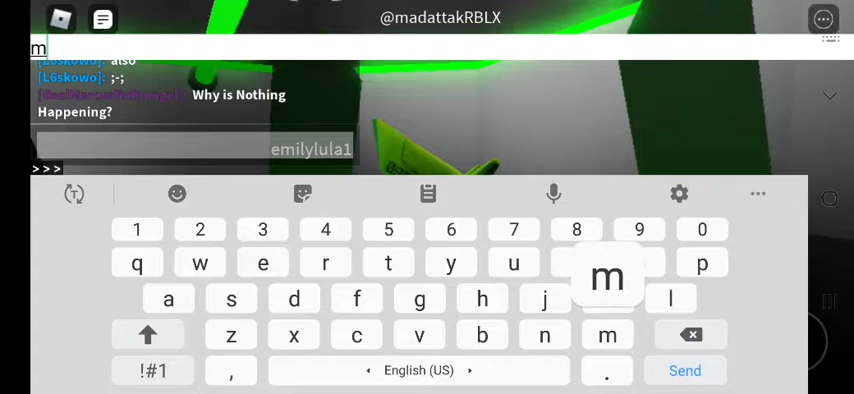 @madattakRBLX
m
[L6skowo]: also
[L6skowo]: ;-;
Why is Nothing
Happening?
emilylula1
> > >
1 2 3 4 5 6 7 8 9 0
q w e r t y u p
m
a s d f g h j l
z x c v b n m
!#1 , English (US) . Send